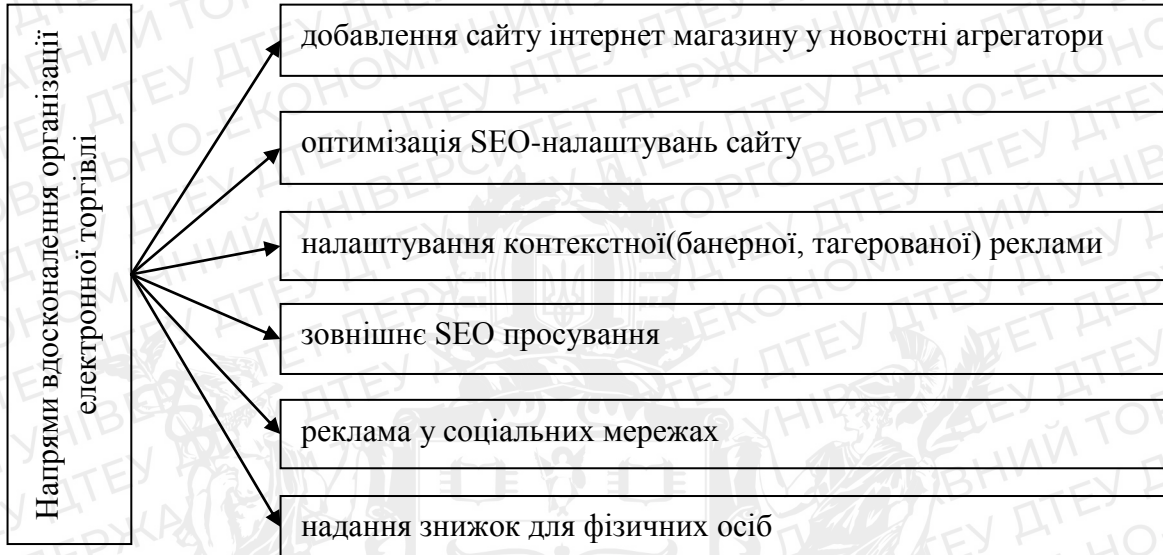 Напрями вдосконалення організації
електронної торгівлі
добавлення сайту інтернет магазину у новостні агрегатори
оптимізація SEO-налаштувань сайту
налаштування контекстної(банерної, тагерованої) реклами
зовнішнє SEO просування
реклама у соціальних мережах
надання знижок для фізичних осіб